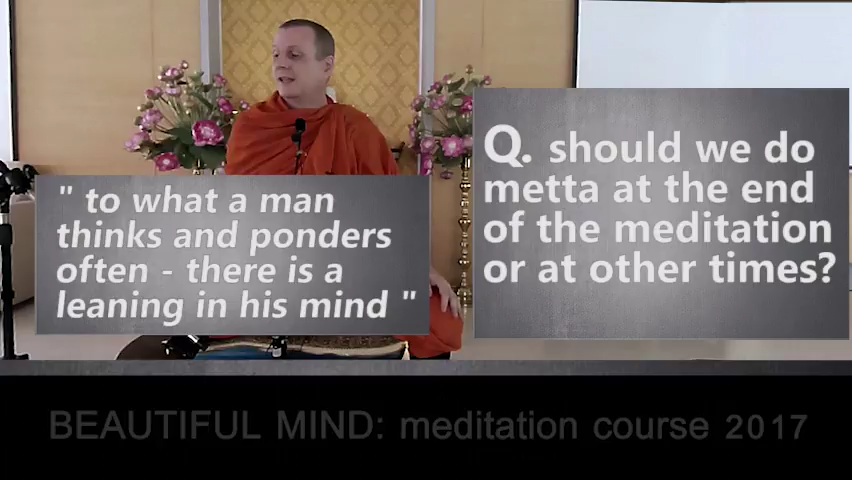 " to what a man
thinks and ponders
often - there is a
leaning in his mind "
Q. should we do
metta at the end
of the meditation
or at other times?
BEAUTIFUL MIND: meditation course 2017